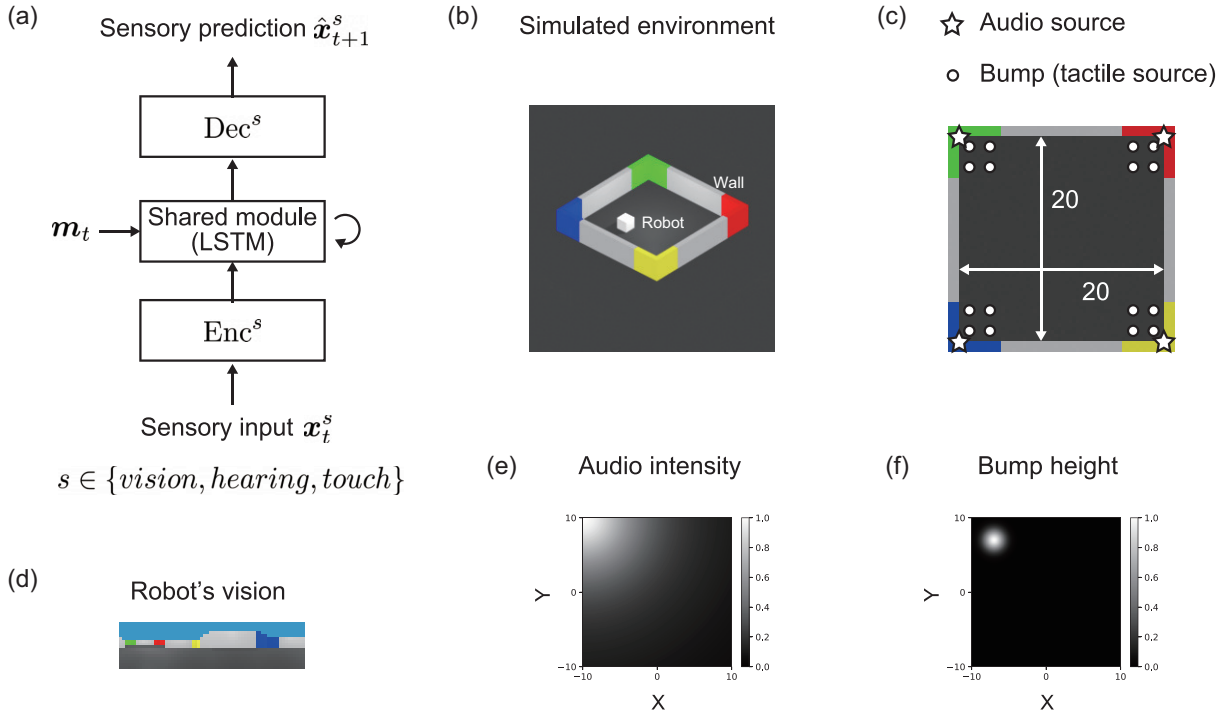 (a)
Sensory prediction x̂ˢₜ₊₁
Decˢ
Shared module
(LSTM)
mₜ
Encˢ
Sensory input xˢₜ
s ∈ {vision, hearing, touch}
(b)
Simulated environment
Wall
Robot
(c)
Audio source
Bump (tactile source)
20
20
(d)
Robot's vision
(e)
Audio intensity
10
0
-10
Y
-10
0
10
X
1,0
0,8
0,6
0,4
0,2
0,0
(f)
Bump height
10
0
-10
Y
-10
0
10
X
1,0
0,8
0,6
0,4
0,2
0,0